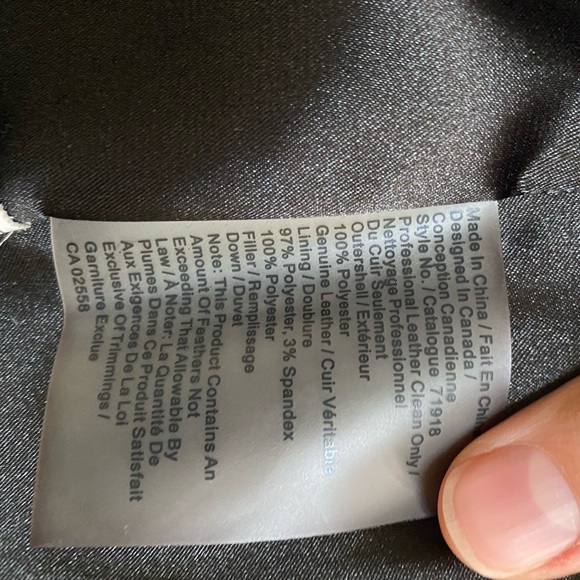 Made In China / Fait En Chi
Designed In Canada /
Conception Canadienne
Style No. / Catalogue 71918
Professional Leather Clean Only /
Nettoyage Professionnel
Du Cuir Seulement
Outershell / Extérieur
100% Polyester
Genuine Leather / Cuir Véritable
Lining / Doublure
97% Polyester, 3% Spandex
100% Polyester
Filler / Remplissage
Down / Duvet
Note: This Product Contains An
Amount Of Feathers Not
Exceeding That Allowable By
Law / À Noter: La Quantité De
Plumes Dans Ce Produit Satisfait
Aux Exigences De La Loi
Exclusive Of Trimmings /
Garniture Exclue
CA 02556